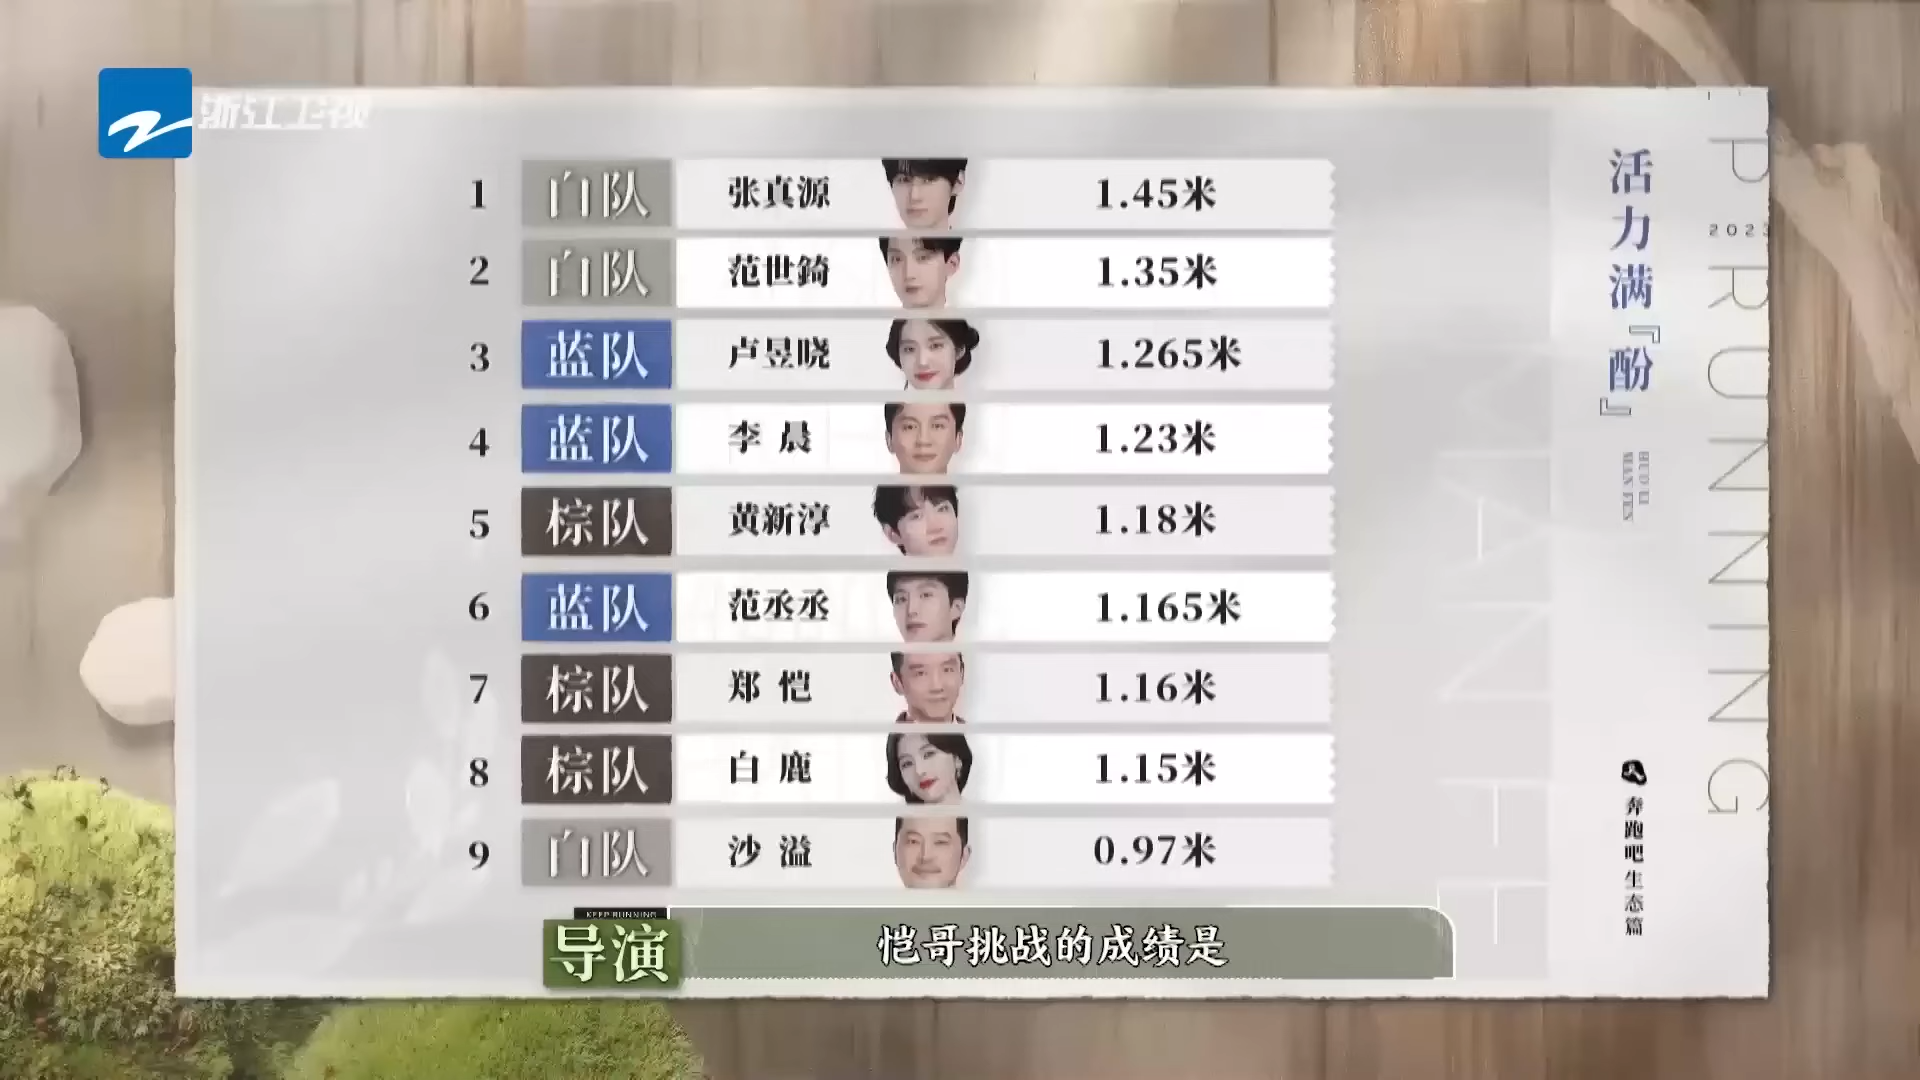 浙江卫视
1 白队 张真源 1.45米
2 白队 范世錡 1.35米
3 蓝队 卢昱晓 1.265米
4 蓝队 李晨 1.23米
5 棕队 黄新淳 1.18米
6 蓝队 范丞丞 1.165米
7 棕队 郑恺 1.16米
8 棕队 白鹿 1.15米
9 白队 沙溢 0.97米
KEEP RUNNING
导演 恺哥挑战的成绩是
活力满『酚』
HUO LI
MAN FEN
奔跑吧生态篇
P RUNNING
202